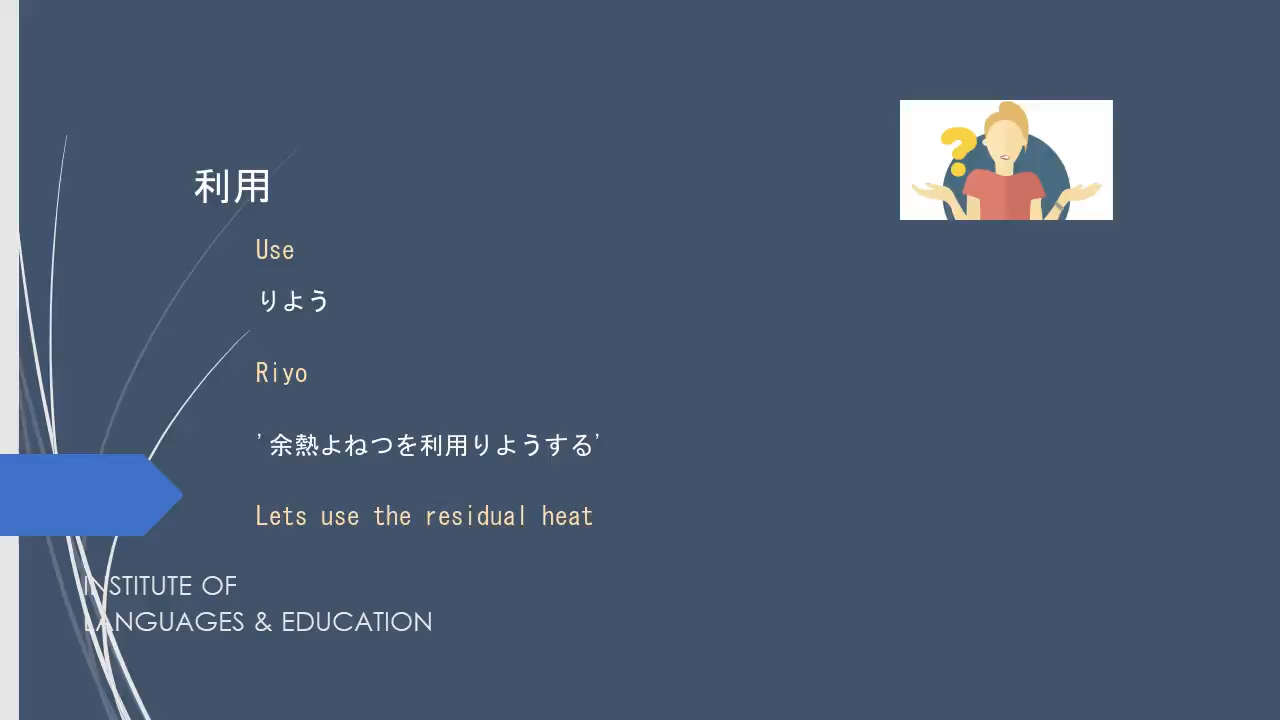 利用
Use
りよう
Riyo
’余熱よねつを利用りようする’
Lets use the residual heat
INSTITUTE OF
LANGUAGES & EDUCATION